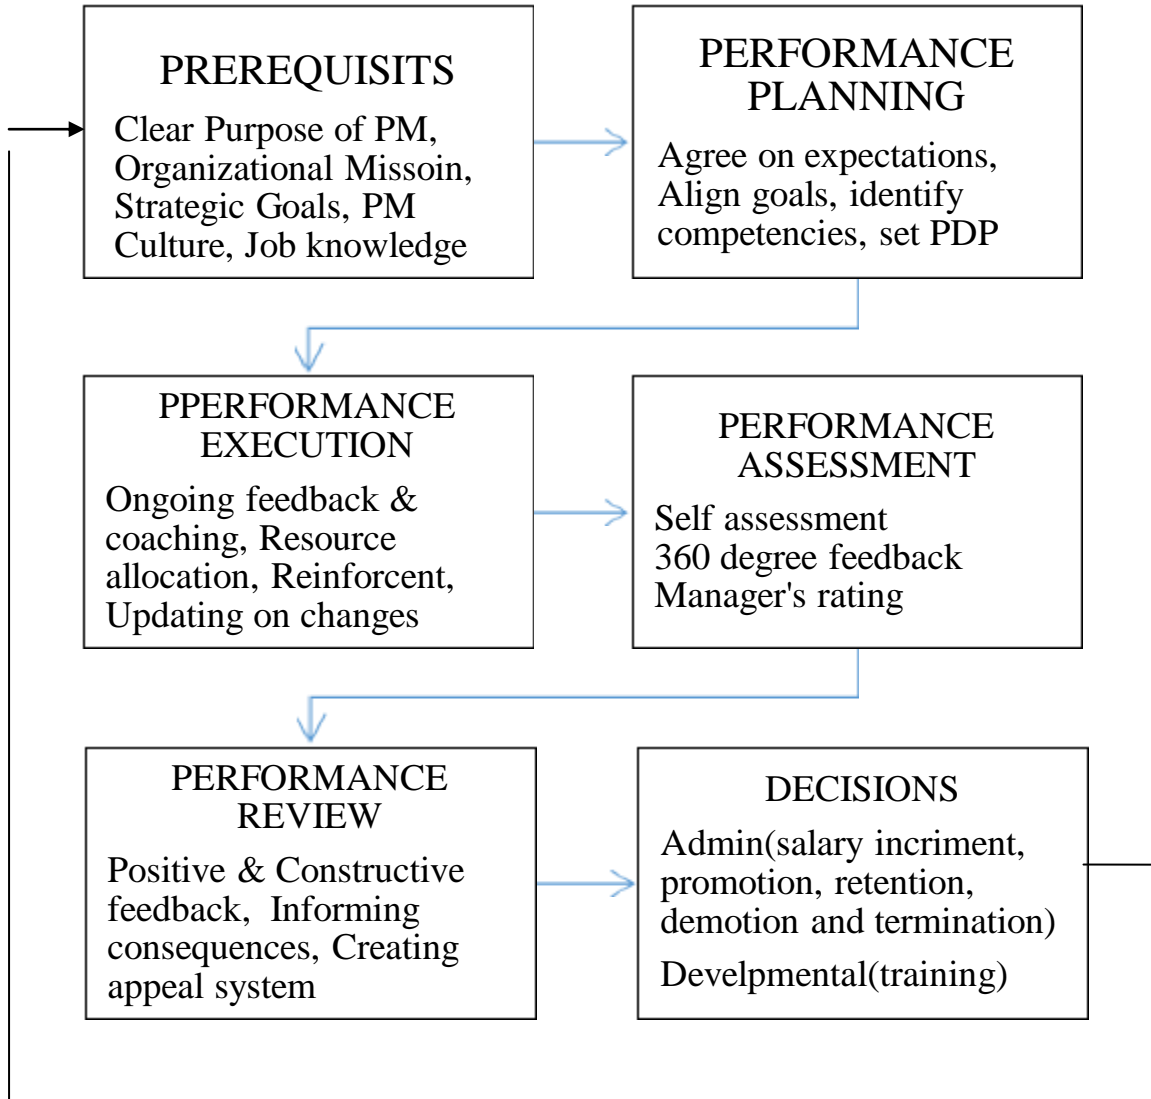 PREREQUISITS
Clear Purpose of PM,
Organizational Missoin,
Strategic Goals, PM
Culture, Job knowledge
PERFORMANCE
PLANNING
Agree on expectations,
Align goals, identify
competencies, set PDP
PPERFORMANCE
EXECUTION
Ongoing feedback &
coaching, Resource
allocation, Reinforcent,
Updating on changes
PERFORMANCE
ASSESSMENT
Self assessment
360 degree feedback
Manager's rating
PERFORMANCE
REVIEW
Positive & Constructive
feedback,  Informing
consequences, Creating
appeal system
DECISIONS
Admin(salary incriment,
promotion, retention,
demotion and termination)
Develpmental(training)